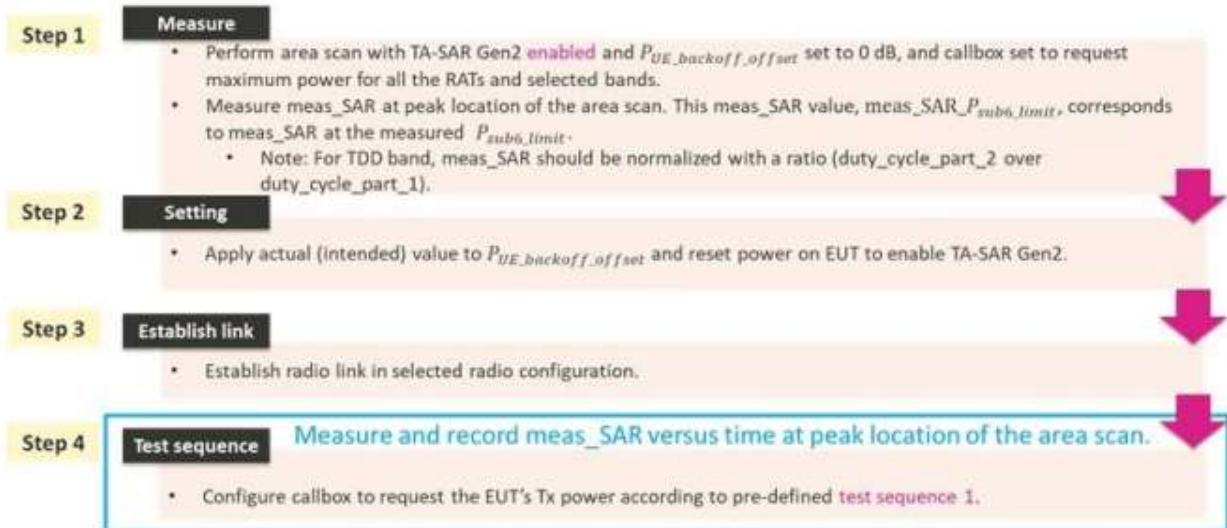 Step 1
Measure
• Perform area scan with TA-SAR Gen2 enabled and P_UE_backoff_offset set to 0 dB, and callbox set to request
maximum power for all the RATs and selected bands.
• Measure meas_SAR at peak location of the area scan. This meas_SAR value, meas_SAR_P_sub6_limit, corresponds
to meas_SAR at the measured P_sub6_limit.
• Note: For TDD band, meas_SAR should be normalized with a ratio (duty_cycle_part_2 over
duty_cycle_part_1).
Step 2
Setting
• Apply actual (intended) value to P_UE_backoff_offset and reset power on EUT to enable TA-SAR Gen2.
Step 3
Establish link
• Establish radio link in selected radio configuration.
Step 4
Test sequence
Measure and record meas_SAR versus time at peak location of the area scan.
• Configure callbox to request the EUT's Tx power according to pre-defined test sequence 1.